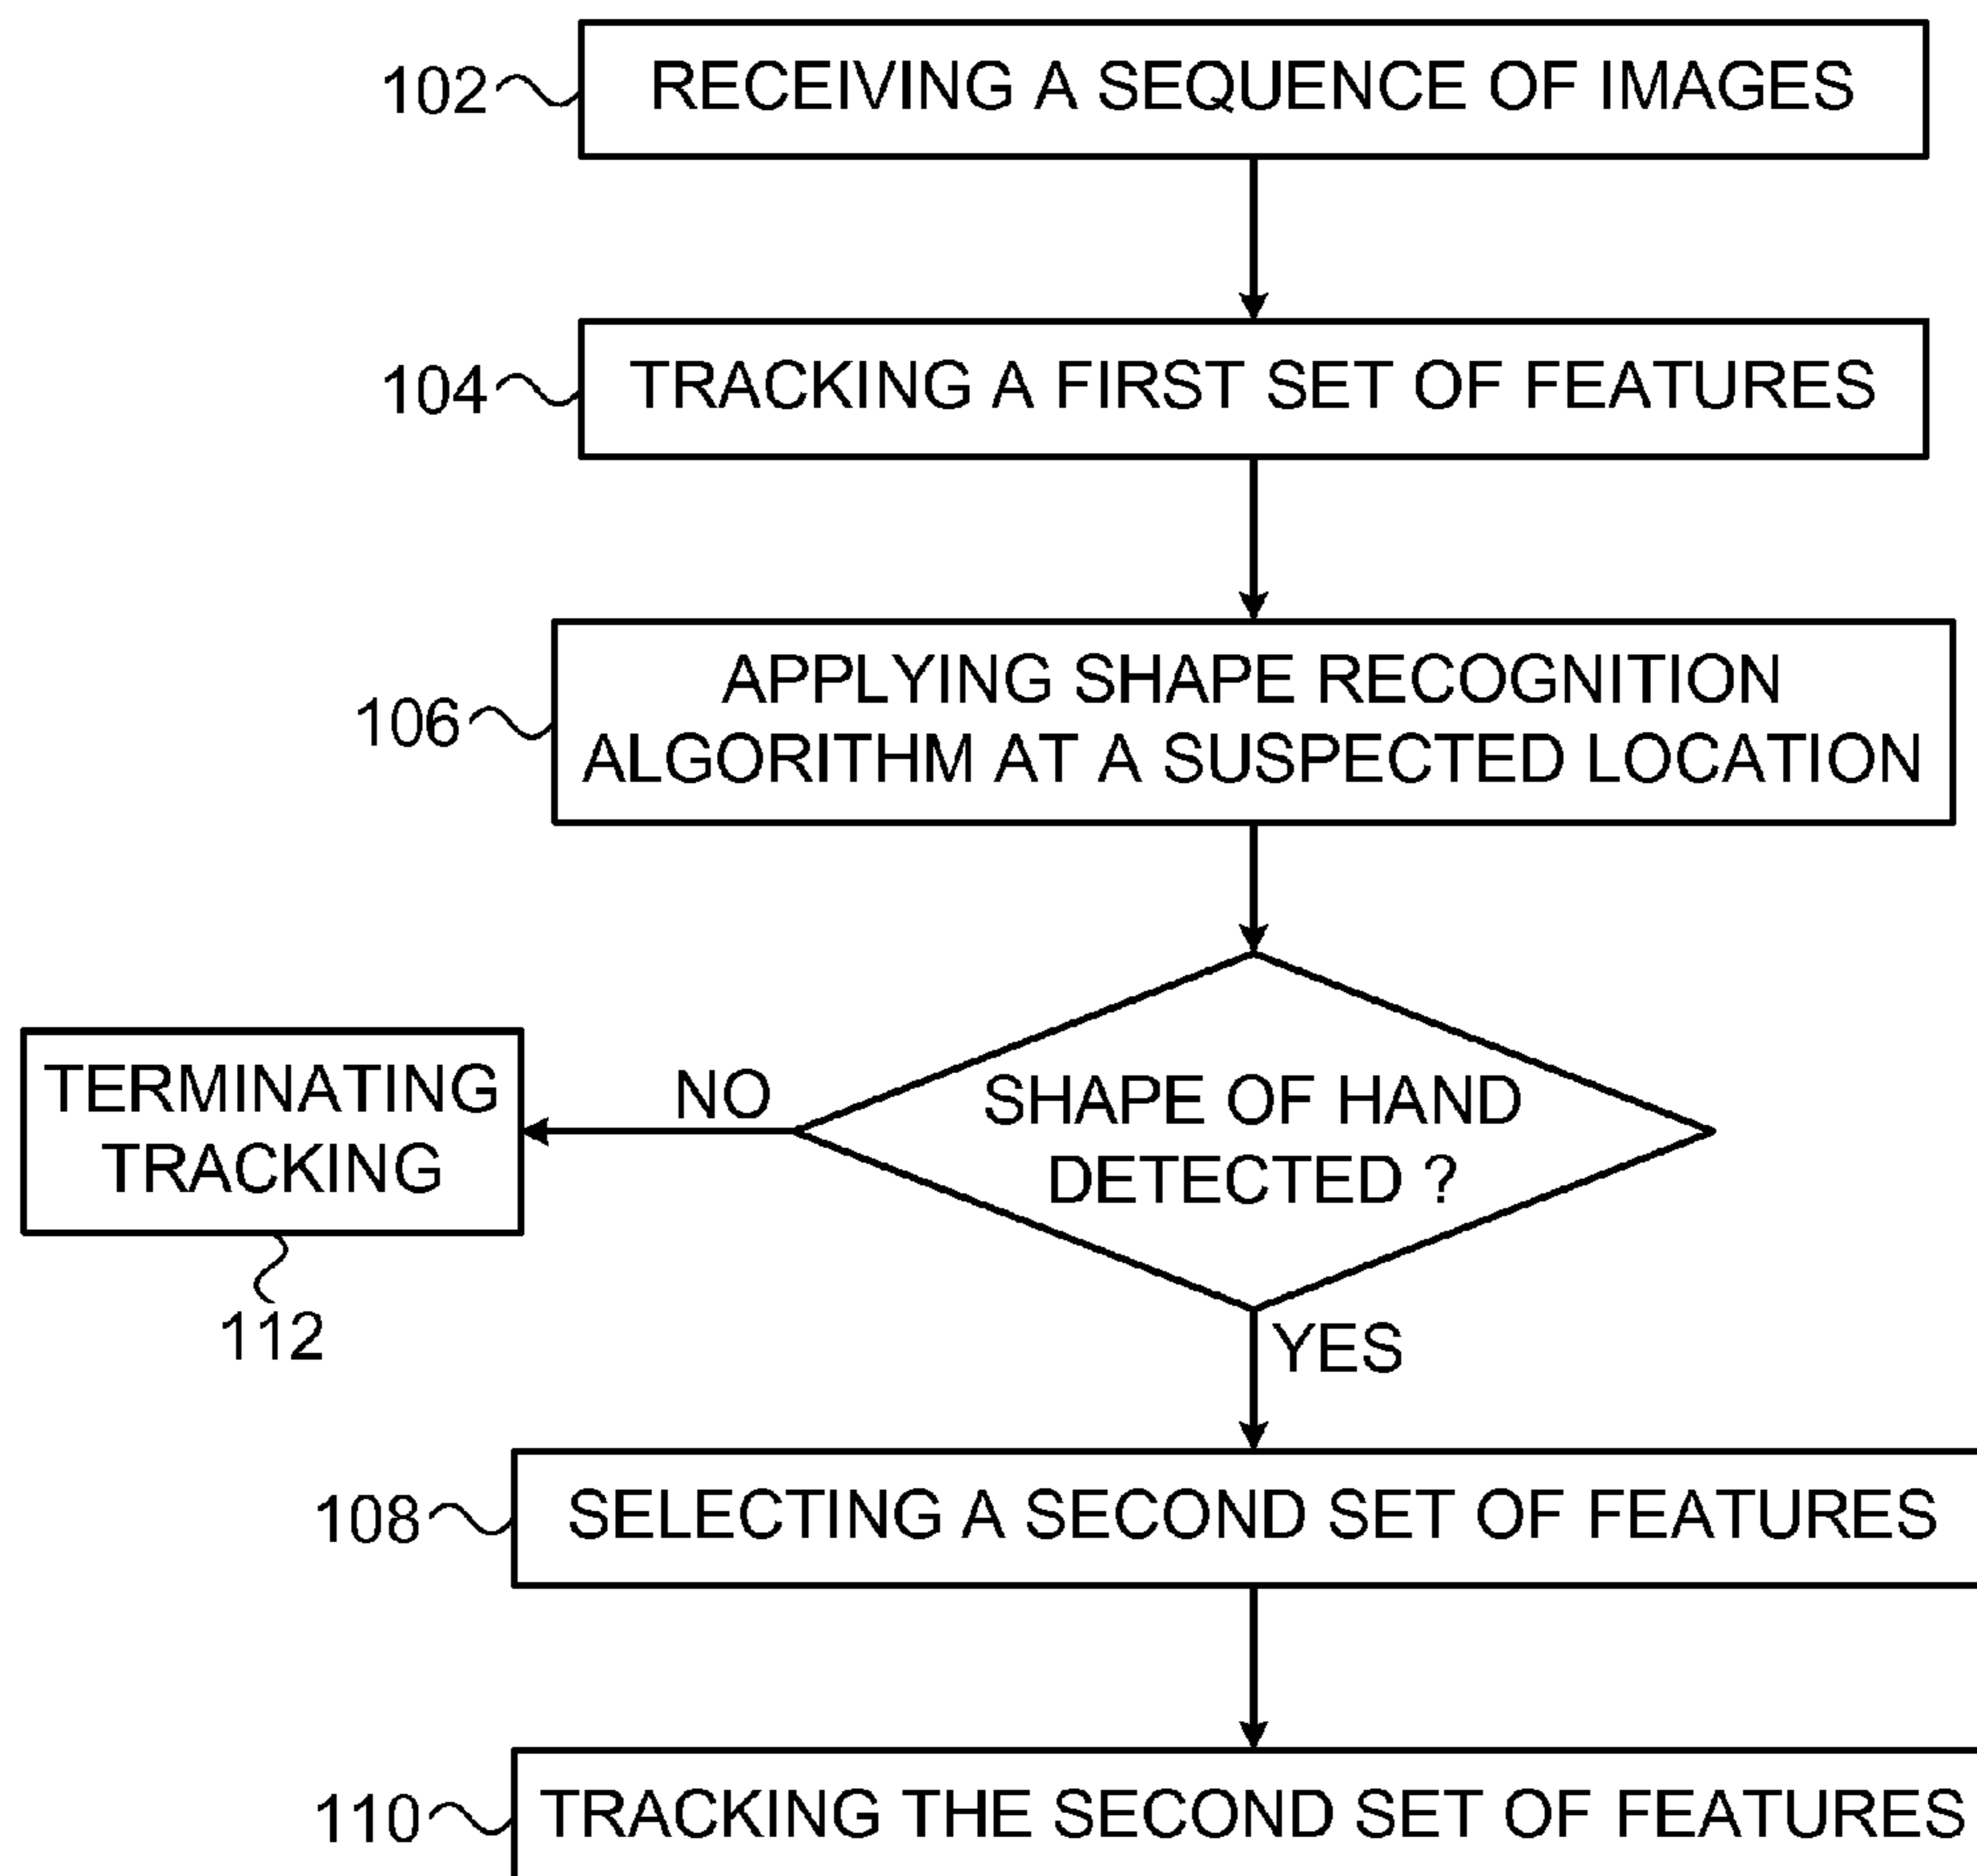 102
RECEIVING A SEQUENCE OF IMAGES
104
TRACKING A FIRST SET OF FEATURES
106
APPLYING SHAPE RECOGNITION
ALGORITHM AT A SUSPECTED LOCATION
SHAPE OF HAND
DETECTED ?
NO
TERMINATING
TRACKING
112
YES
108
SELECTING A SECOND SET OF FEATURES
110
TRACKING THE SECOND SET OF FEATURES